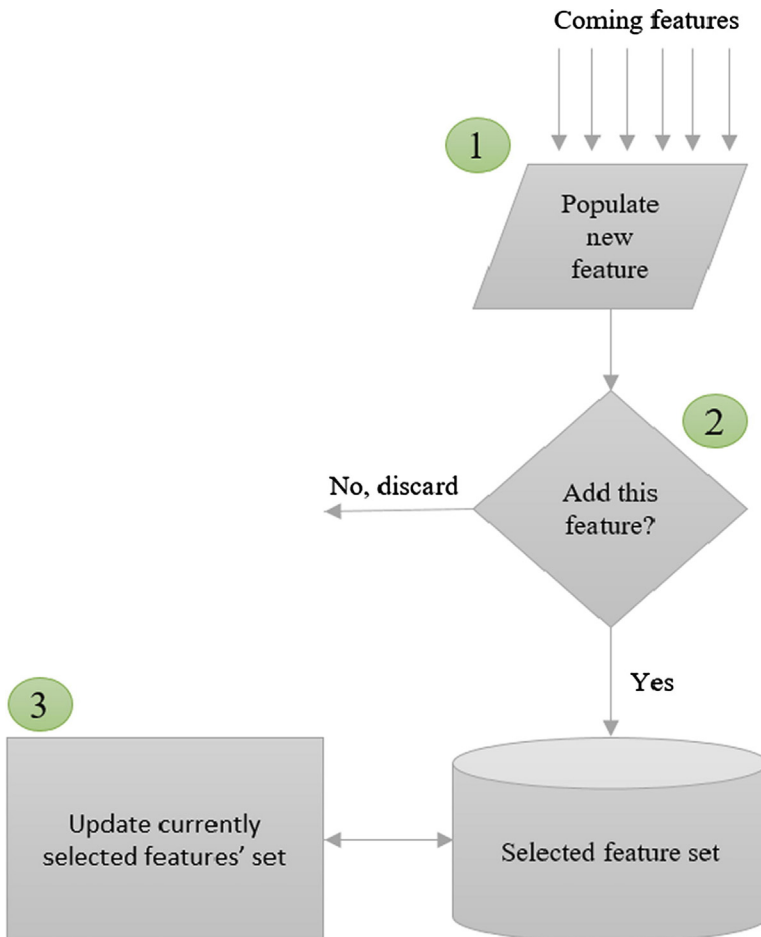 Coming features
1
Populate
new
feature
2
Add this
feature?
No, discard
Yes
3
Update currently
selected features' set
Selected feature set